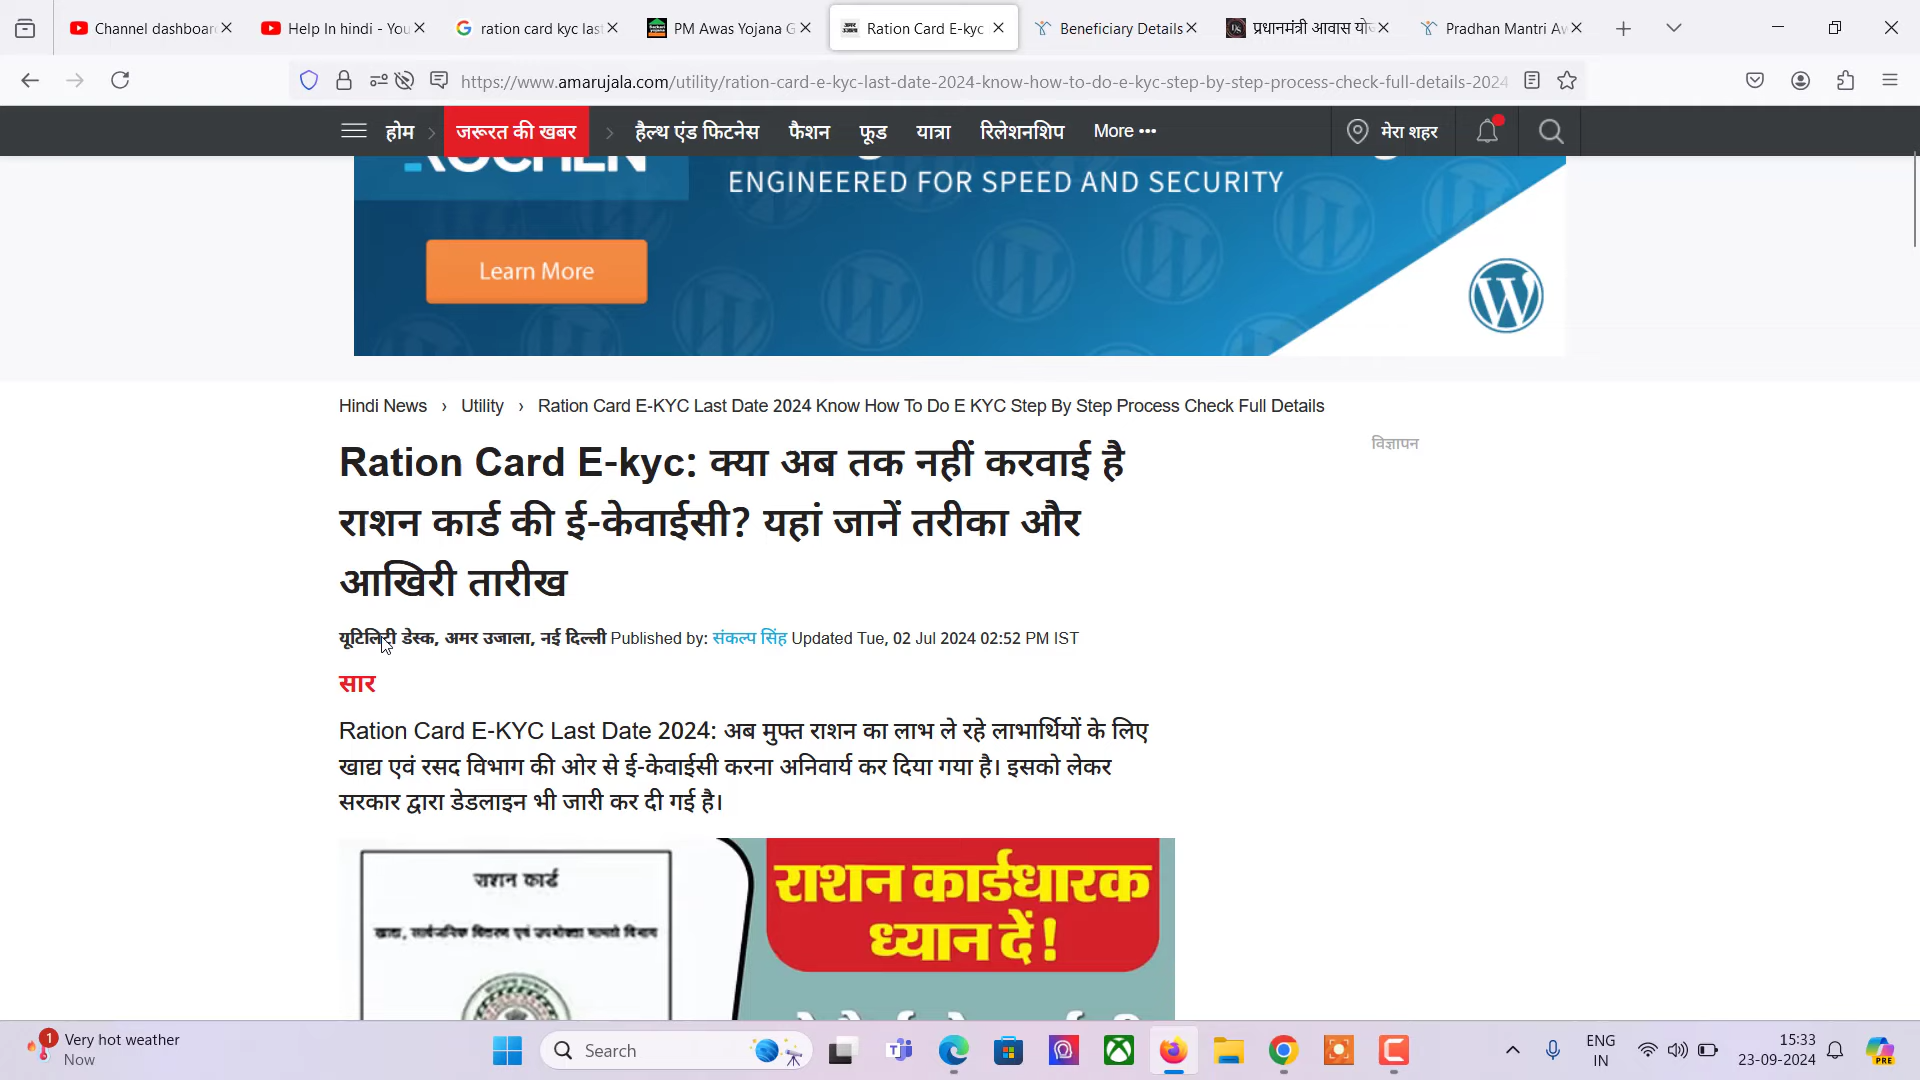 Channel dashboar
Help In hindi - You
ration card kyc las
PM Awas Yojana G
Ration Card E-kyc
Beneficiary Details
प्रधानमंत्री आवास यो
Pradhan Mantri Aw
https://www.amarujala.com/utility/ration-card-e-kyc-last-date-2024-know-how-to-do-e-kyc-step-by-step-process-check-full-details-2024
होम
जरूरत की खबर
हैल्थ एंड फिटनेस
फैशन
फूड
यात्रा
रिलेशनशिप
More •••
मेरा शहर
ENGINEERED FOR SPEED AND SECURITY
Learn More
Hindi News › Utility › Ration Card E-KYC Last Date 2024 Know How To Do E KYC Step By Step Process Check Full Details
विज्ञापन
Ration Card E-kyc: क्या अब तक नहीं करवाई है
राशन कार्ड की ई-केवाईसी? यहां जानें तरीका और
आखिरी तारीख
यूटिलिटी डेस्क, अमर उजाला, नई दिल्ली Published by: संकल्प सिंह Updated Tue, 02 Jul 2024 02:52 PM IST
सार
Ration Card E-KYC Last Date 2024: अब मुफ्त राशन का लाभ ले रहे लाभार्थियों के लिए
खाद्य एवं रसद विभाग की ओर से ई-केवाईसी करना अनिवार्य कर दिया गया है। इसको लेकर
सरकार द्वारा डेडलाइन भी जारी कर दी गई है।
राशन कार्ड
खाद्य, सार्वजनिक वितरण एवं उपभोक्ता मामले विभाग
राशन कार्डधारक
ध्यान दें!
1
Very hot weather
Now
Search
ENG
IN
15:33
23-09-2024
PRE